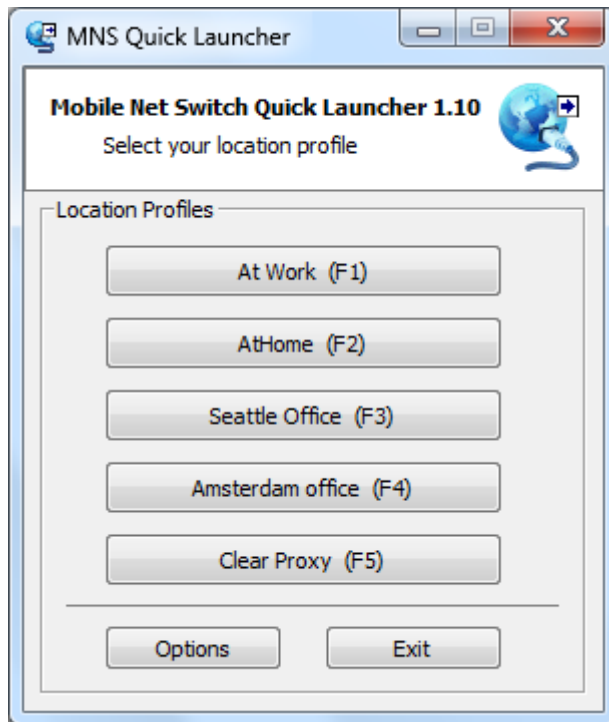 MNS Quick Launcher
Mobile Net Switch Quick Launcher 1.10
Select your location profile
Location Profiles
At Work (F1)
AtHome (F2)
Seattle Office (F3)
Amsterdam office (F4)
Clear Proxy (F5)
Options Exit